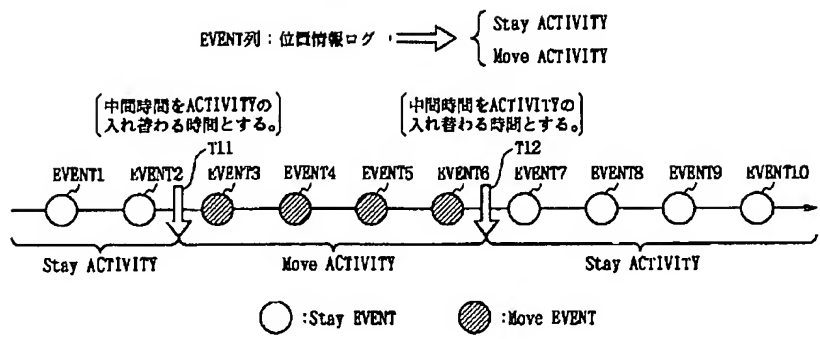 EVENT列：位置情報ログ
Stay ACTIVITY
Move ACTIVITY
中間時間をACTIVITYの
入れ替わる時間とする。
中間時間をACTIVITYの
入れ替わる時間とする。
T11
T12
EVENT1
EVENT2
EVENT3
EVENT4
EVENT5
EVENT6
EVENT7
EVENT8
EVENT9
EVENT10
Stay ACTIVITY
Move ACTIVITY
Stay ACTIVITY
:Stay EVENT
:Move EVENT